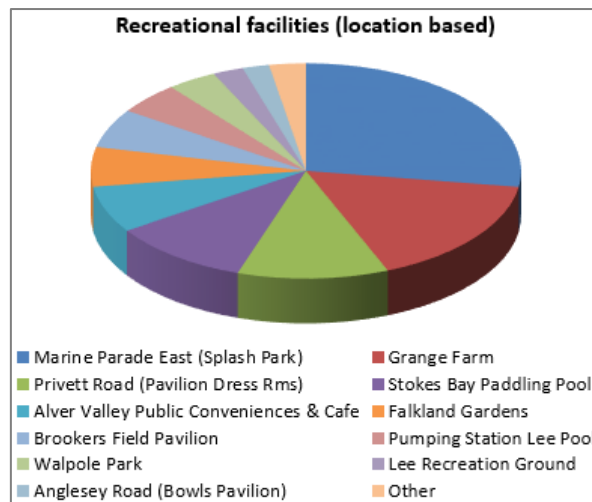 Recreational facilities (location based)
Marine Parade East (Splash Park)
Grange Farm
Privett Road (Pavilion Dress Rms)
Stokes Bay Paddling Pool
Alver Valley Public Conveniences & Cafe
Falkland Gardens
Brookers Field Pavilion
Pumping Station Lee Pool
Walpole Park
Lee Recreation Ground
Anglesey Road (Bowls Pavilion)
Other